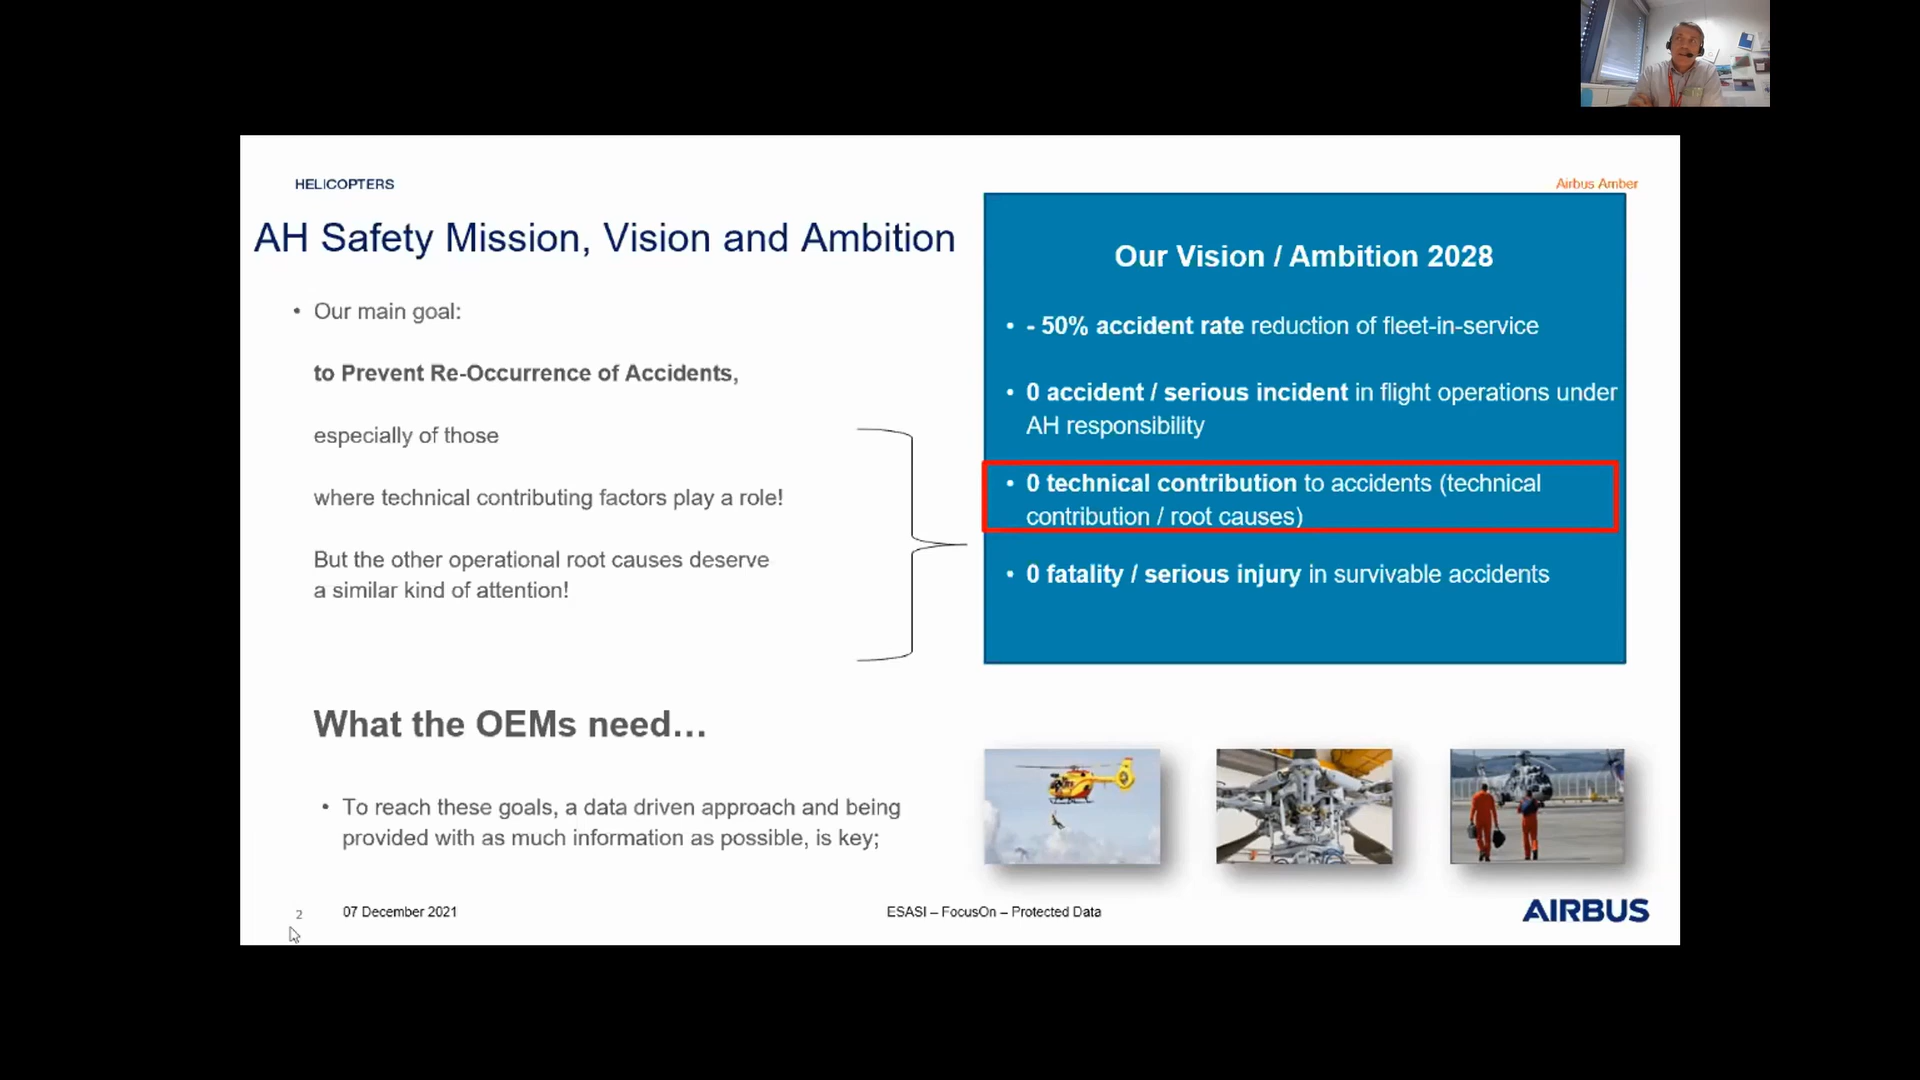 HELICOPTERS
Airbus Amber
AH Safety Mission, Vision and Ambition
• Our main goal:
to Prevent Re-Occurrence of Accidents,
especially of those
where technical contributing factors play a role!
But the other operational root causes deserve
a similar kind of attention!
Our Vision / Ambition 2028
• - 50% accident rate reduction of fleet-in-service
• 0 accident / serious incident in flight operations under
AH responsibility
• 0 technical contribution to accidents (technical
contribution / root causes)
• 0 fatality / serious injury in survivable accidents
What the OEMs need...
• To reach these goals, a data driven approach and being
provided with as much information as possible, is key;
2
07 December 2021
ESASI – FocusOn – Protected Data
AIRBUS